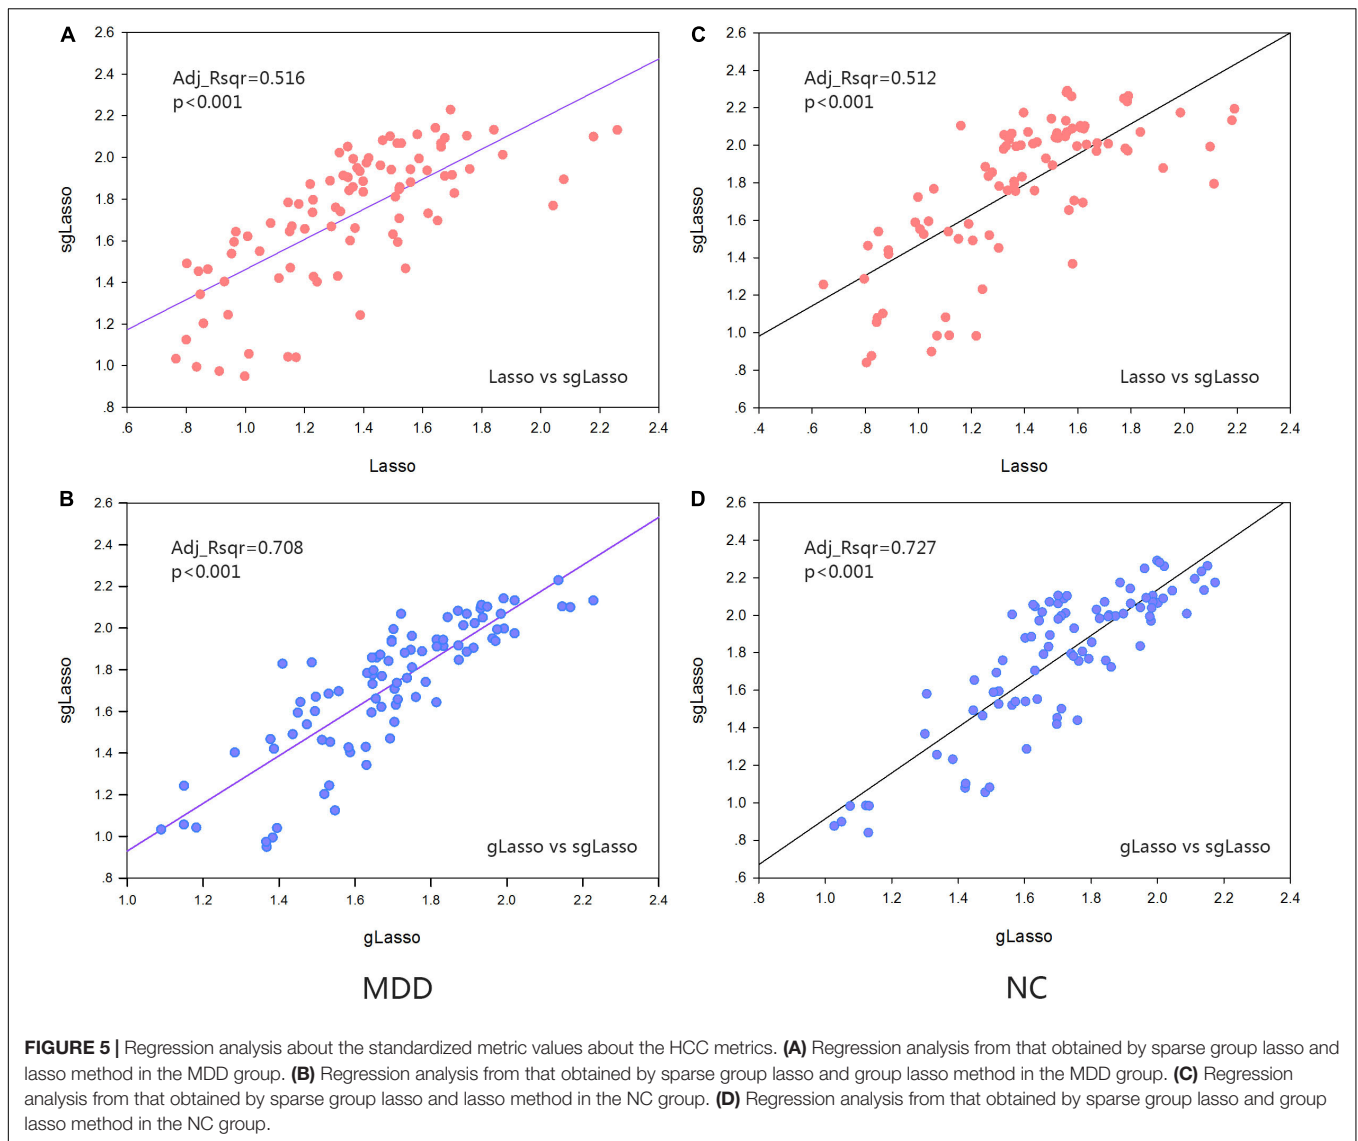 A
2.6
2.4
2.2
2.0
1.8
1.6
1.4
1.2
1.0
.8
sgLasso
Adj_Rsqr=0.516
p<0.001
Lasso vs sgLasso
.6 .8 1.0 1.2 1.4 1.6 1.8 2.0 2.2 2.4
Lasso
C
2.6
2.4
2.2
2.0
1.8
1.6
1.4
1.2
1.0
.8
.6
sgLasso
Adj_Rsqr=0.512
p<0.001
Lasso vs sgLasso
.4 .6 .8 1.0 1.2 1.4 1.6 1.8 2.0 2.2 2.4
Lasso
B
2.6
2.4
2.2
2.0
1.8
1.6
1.4
1.2
1.0
.8
sgLasso
Adj_Rsqr=0.708
p<0.001
gLasso vs sgLasso
1.0 1.2 1.4 1.6 1.8 2.0 2.2 2.4
gLasso
MDD
D
2.6
2.4
2.2
2.0
1.8
1.6
1.4
1.2
1.0
.8
.6
sgLasso
Adj_Rsqr=0.727
p<0.001
gLasso vs sgLasso
.8 1.0 1.2 1.4 1.6 1.8 2.0 2.2 2.4
gLasso
NC
FIGURE 5 | Regression analysis about the standardized metric values about the HCC metrics. (A) Regression analysis from that obtained by sparse group lasso and
lasso method in the MDD group. (B) Regression analysis from that obtained by sparse group lasso and group lasso method in the MDD group. (C) Regression
analysis from that obtained by sparse group lasso and lasso method in the NC group. (D) Regression analysis from that obtained by sparse group lasso and group
lasso method in the NC group.